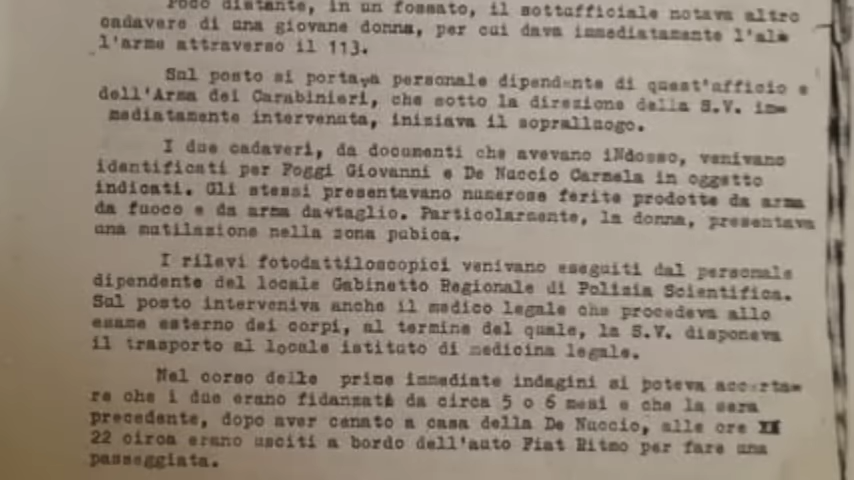 Poco distante, in un fossato, il sottufficiale notava altro
cadavere di una giovane donna, per cui dava immediatamente l'al=
l'arme attraverso il 113.
Sul posto si portava personale dipendente di quest'ufficio e
dell'Arma dei Carabinieri, che sotto la direzione della S.V. im=
mediatamente intervenuta, iniziava il sopralluogo.
I due cadaveri, da documenti che avevano iNdosso, venivano
identificati per Foggi Giovanni e De Nuccio Carmela in oggetto
indicati. Gli stessi presentavano numerose ferite prodotte da arma
da fuoco e da arma da taglio. Particolarmente, la donna, presentava
una mutilazione nella zona pubica.
I rilevi fotodattiloscopici venivano eseguiti dal personale
dipendente del locale Gabinetto Regionale di Polizia Scientifica.
Sul posto interveniva anche il medico legale che procedeva allo
esame esterno dei corpi, al termine del quale, la S.V. disponeva
il trasporto al locale istituto di medicina legale.
Nel corso delle prime immediate indagini si poteva accerta=
re che i due erano fidanzati da circa 5 o 6 mesi e che la sera
precedente, dopo aver cenato a casa della De Nuccio, alle ore
22 circa erano usciti a bordo dell'auto Fiat Ritmo per fare una
passeggiata.